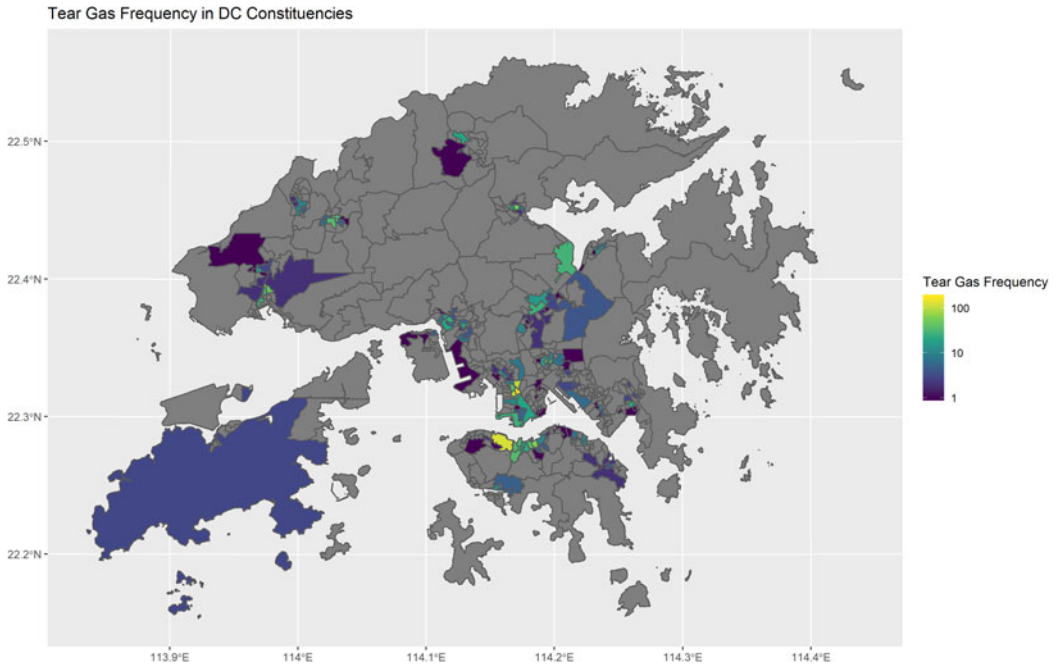 Tear Gas Frequency in DC Constituencies
22.5°N
22.4°N
22.3°N
22.2°N
113.9°E
114°E
114.1°E
114.2°E
114.3°E
114.4°E
Tear Gas Frequency
100
10
1